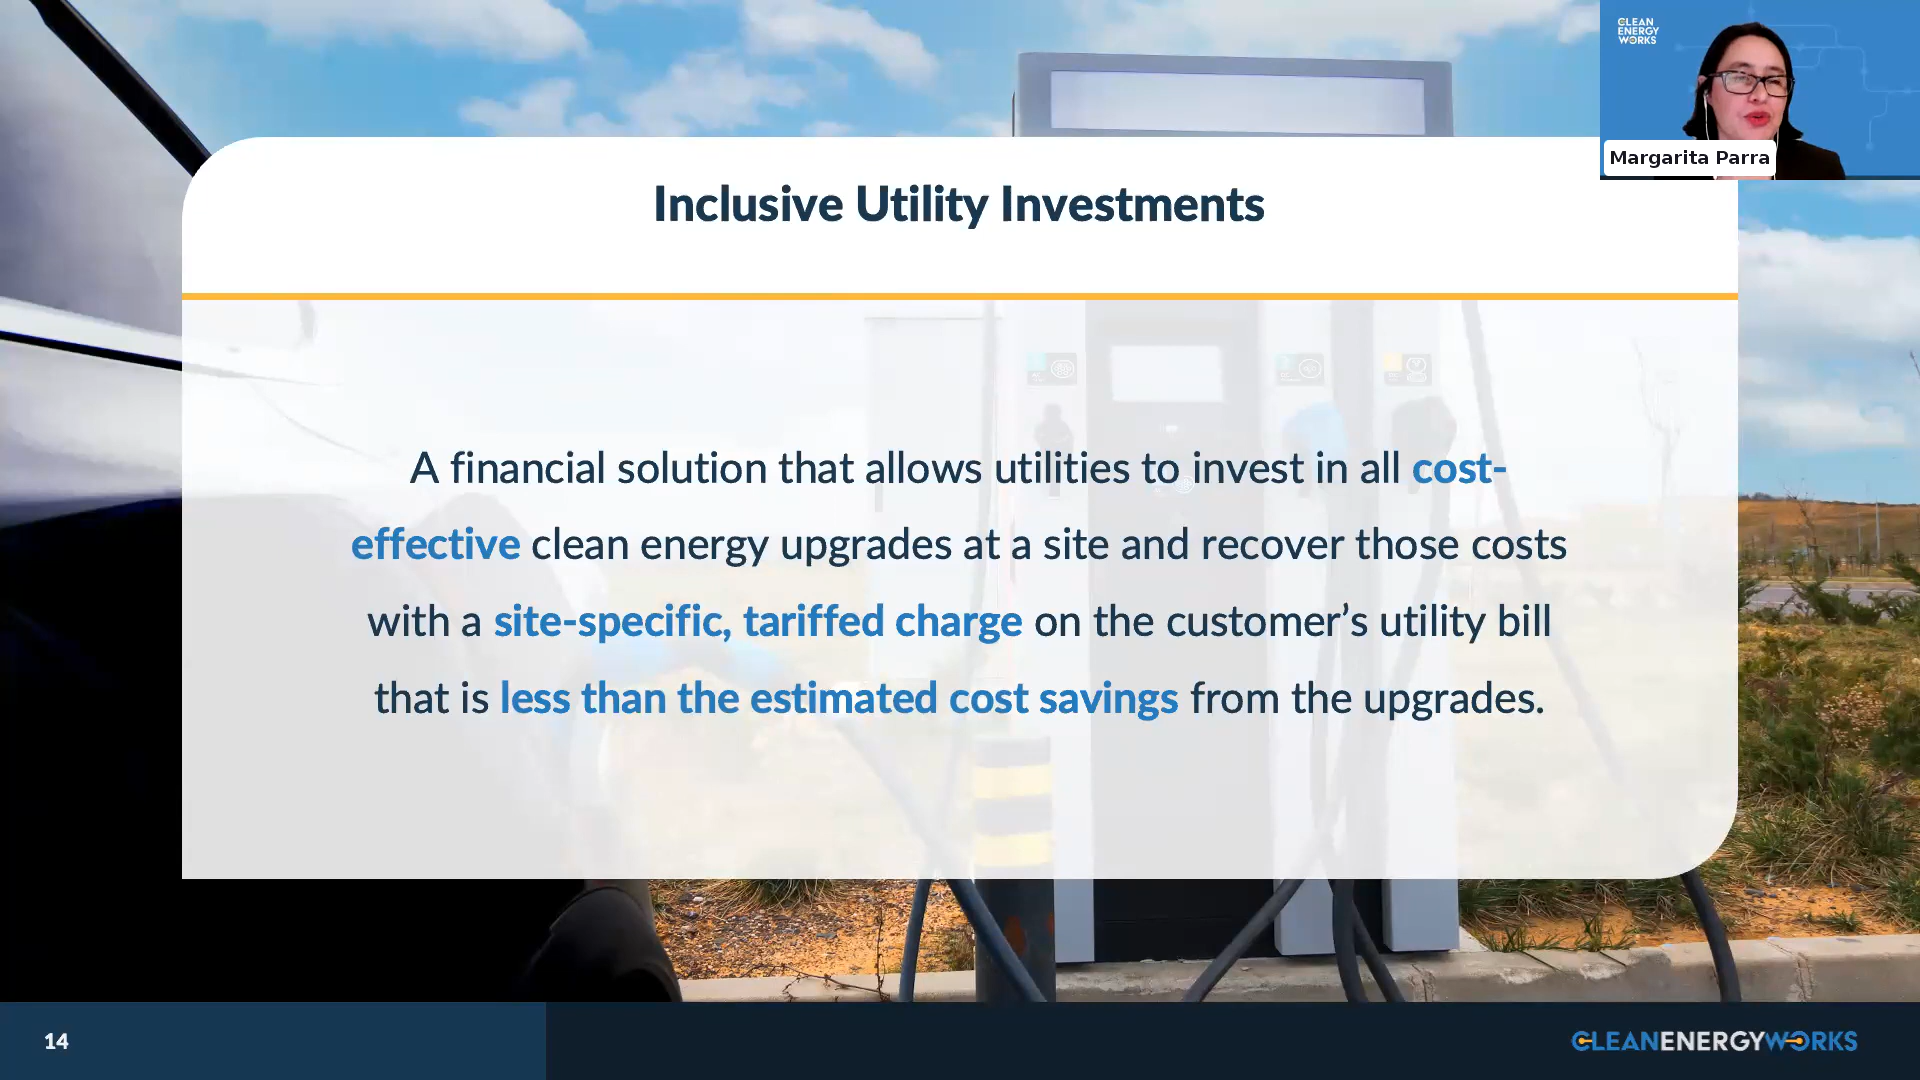 CLEAN
ENERGY
WORKS
Margarita Parra
Inclusive Utility Investments
A financial solution that allows utilities to invest in all cost-
effective clean energy upgrades at a site and recover those costs
with a site-specific, tariffed charge on the customer’s utility bill
that is less than the estimated cost savings from the upgrades.
14
CLEANENERGYWORKS